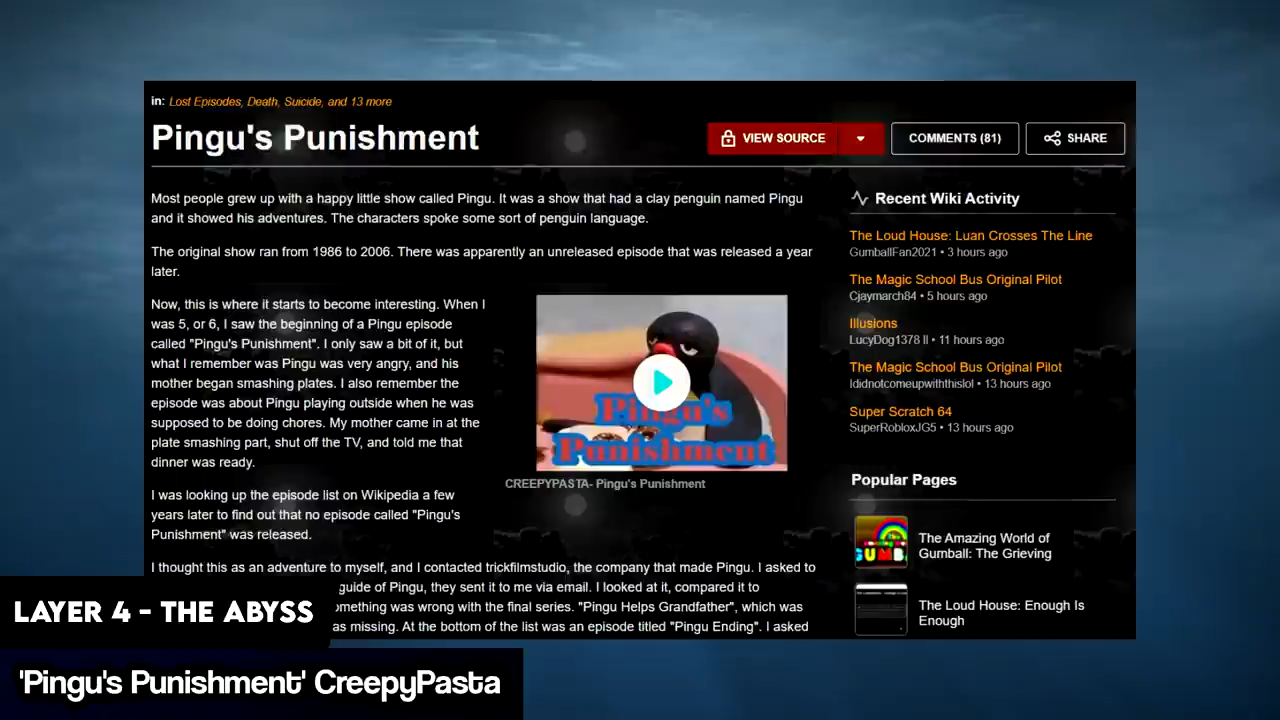 in: Lost Episodes, Death, Suicide, and 13 more
Pingu's Punishment
VIEW SOURCE
COMMENTS (81)
SHARE
Most people grew up with a happy little show called Pingu. It was a show that had a clay penguin named Pingu
and it showed his adventures. The characters spoke some sort of penguin language.
The original show ran from 1986 to 2006. There was apparently an unreleased episode that was released a year
later.
Now, this is where it starts to become interesting. When I
was 5, or 6, I saw the beginning of a Pingu episode
called "Pingu's Punishment". I only saw a bit of it, but
what I remember was Pingu was very angry, and his
mother began smashing plates. I also remember the
episode was about Pingu playing outside when he was
supposed to be doing chores. My mother came in at the
plate smashing part, shut off the TV, and told me that
dinner was ready.
Pingu's
Punishment
CREEPYPASTA- Pingu's Punishment
I was looking up the episode list on Wikipedia a few
years later to find out that no episode called "Pingu's
Punishment" was released.
I thought this as an adventure to myself, and I contacted trickfilmstudio, the company that made Pingu. I asked to
guide of Pingu, they sent it to me via email. I looked at it, compared it to
omething was wrong with the final series. "Pingu Helps Grandfather", which was
as missing. At the bottom of the list was an episode titled "Pingu Ending". I asked
Recent Wiki Activity
The Loud House: Luan Crosses The Line
GumballFan2021 • 3 hours ago
The Magic School Bus Original Pilot
Cjaymarch84 • 5 hours ago
Illusions
LucyDog1378 II • 11 hours ago
The Magic School Bus Original Pilot
Ididnotcomeupwiththislol • 13 hours ago
Super Scratch 64
SuperRobloxJG5 • 13 hours ago
Popular Pages
GUMB
The Amazing World of
Gumball: The Grieving
The Loud House: Enough Is
Enough
LAYER 4 - THE ABYSS
'Pingu's Punishment' CreepyPasta